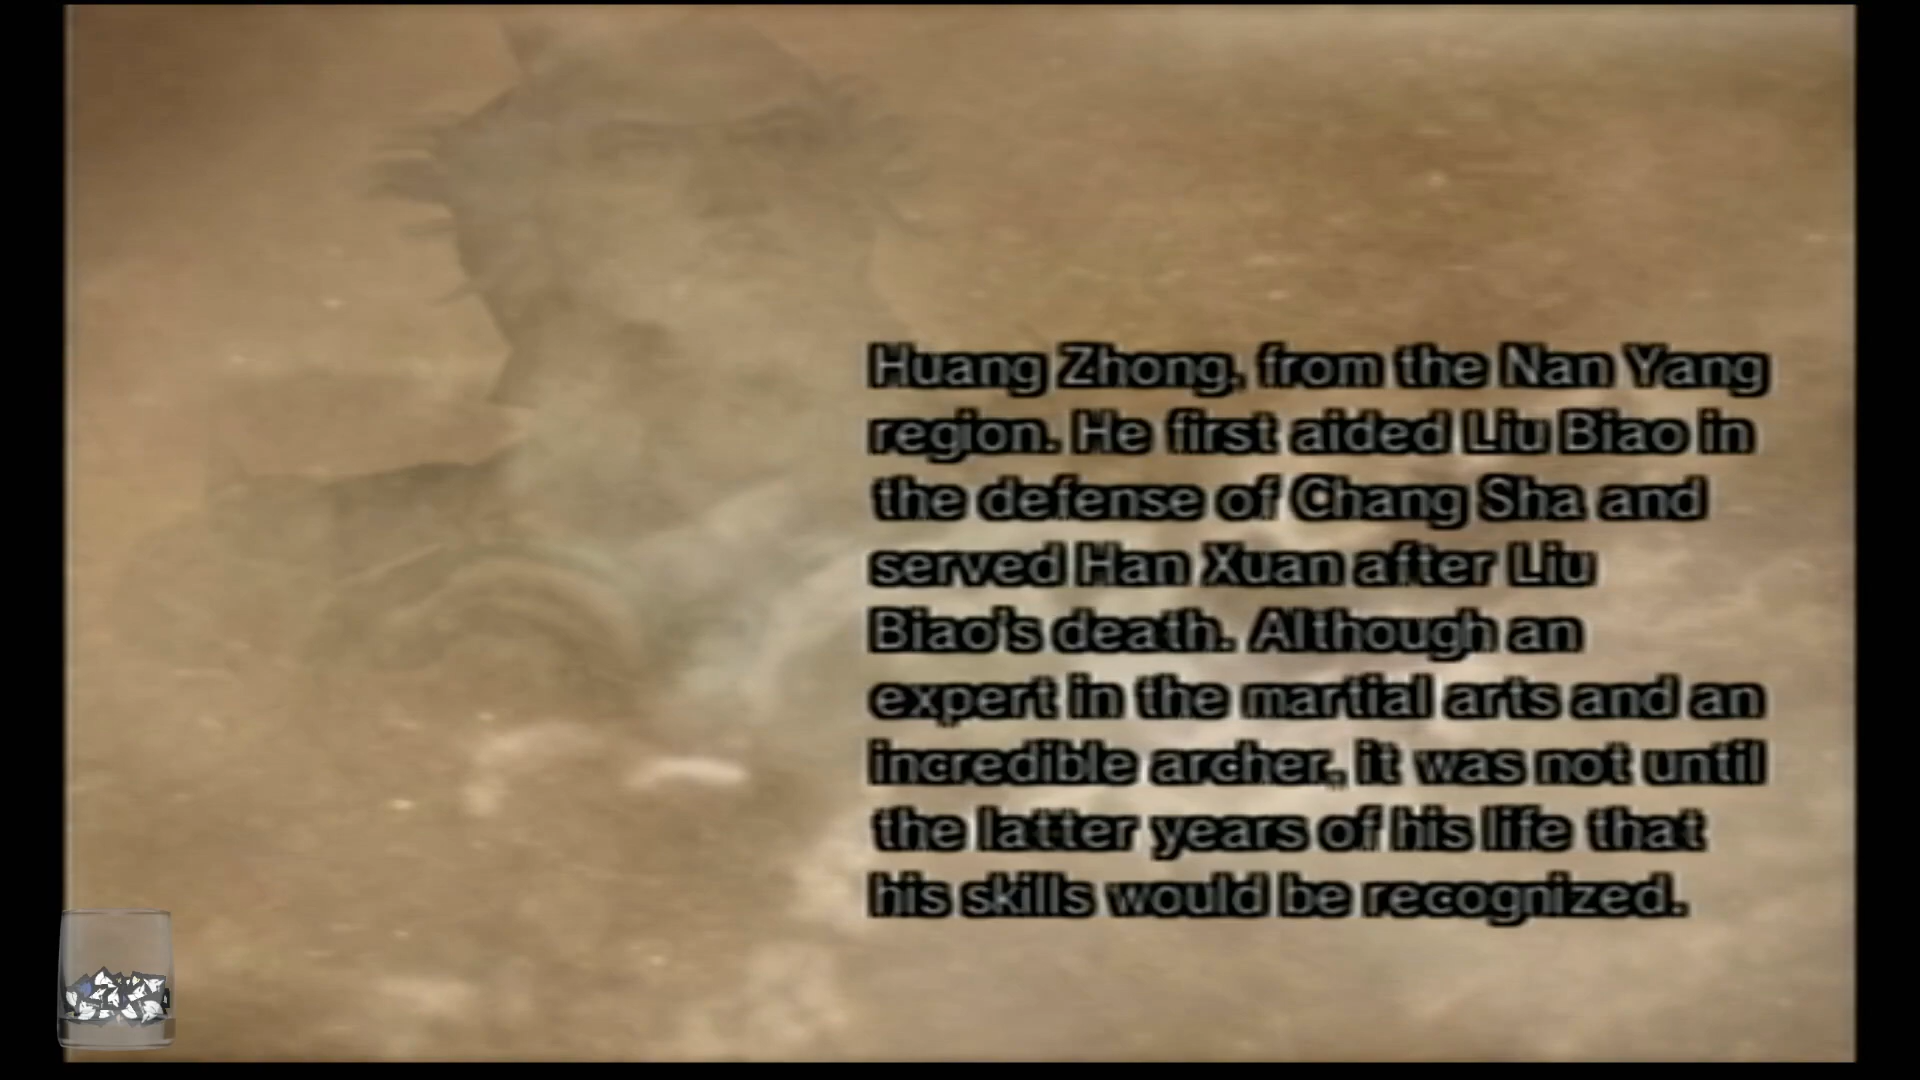 Huang Zhong, from the Nan Yang
region. He first aided Liu Biao in
the defense of Chang Sha and
served Han Xuan after Liu
Biao's death. Although an
expert in the martial arts and an
incredible archer, it was not until
the latter years of his life that
his skills would be recognized.